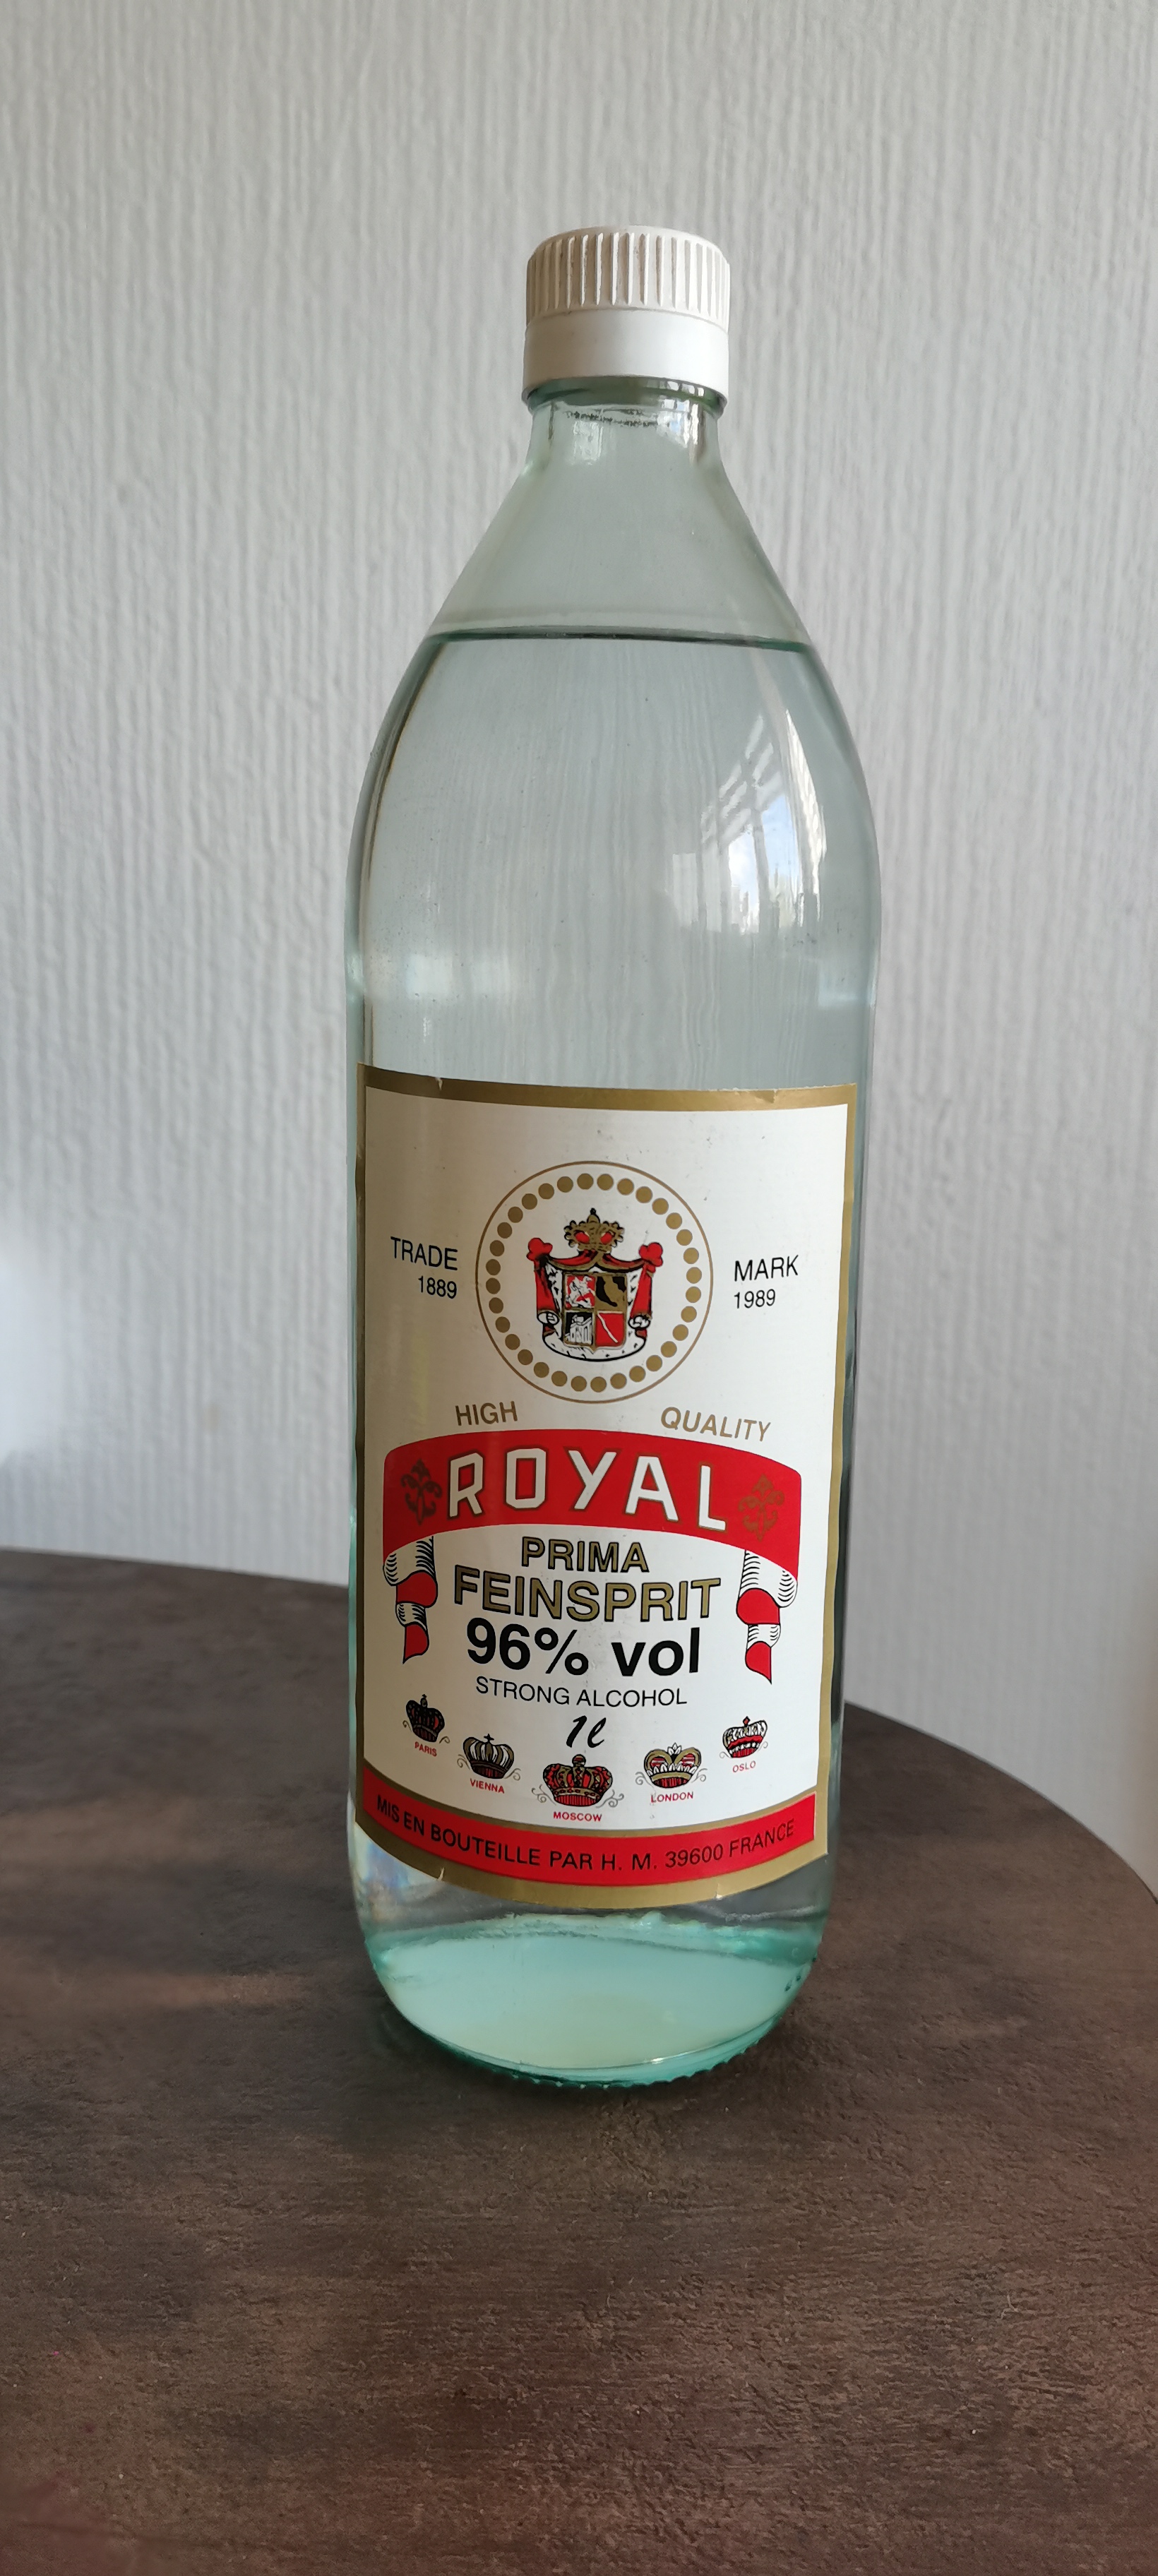 TRADE MARK
1889 1989
HIGH QUALITY
ROYAL
PRIMA
FEINSPRIT
96% vol
STRONG ALCOHOL
1l
PARIS
VIENNA
MOSCOW
LONDON
OSLO
MIS EN BOUTEILLE PAR H. M. 39600 FRANCE